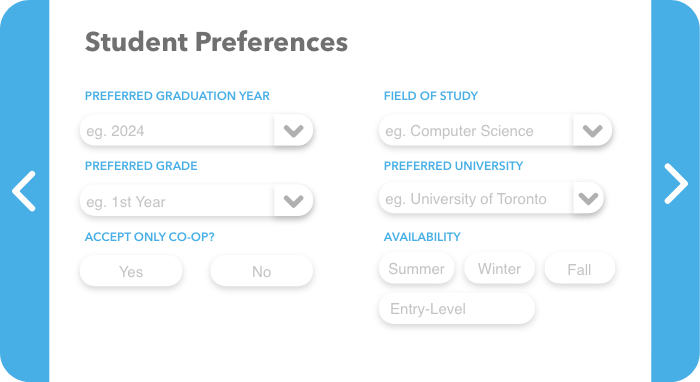 Student Preferences
PREFERRED GRADUATION YEAR
eg. 2024
PREFERRED GRADE
eg. 1st Year
ACCEPT ONLY CO-OP?
Yes No
FIELD OF STUDY
eg. Computer Science
PREFERRED UNIVERSITY
eg. University of Toronto
AVAILABILITY
Summer Winter Fall
Entry-Level